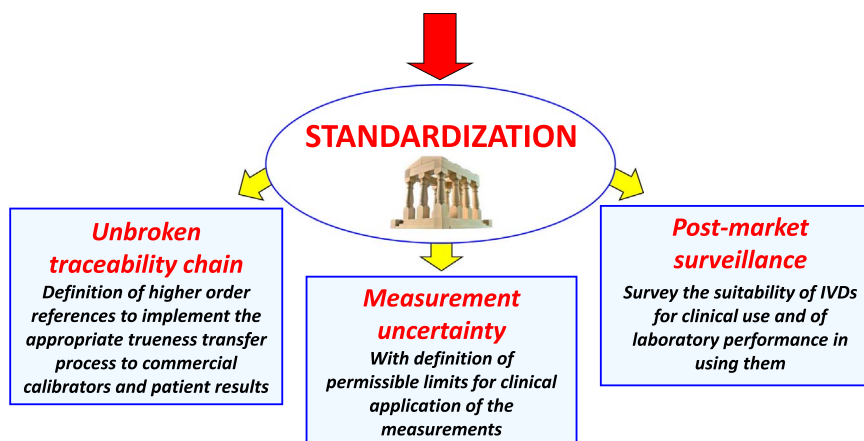 STANDARDIZATION
Unbroken
traceability chain
Definition of higher order
references to implement the
appropriate trueness transfer
process to commercial
calibrators and patient results
Measurement
uncertainty
With definition of
permissible limits for clinical
application of the
measurements
Post-market
surveillance
Survey the suitability of IVDs
for clinical use and of
laboratory performance in
using them